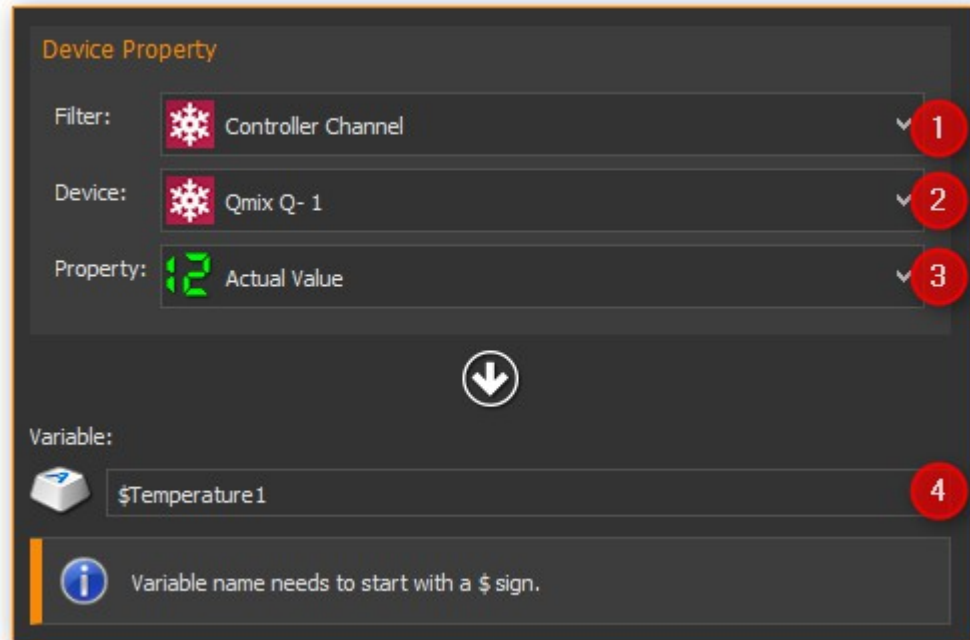 Device Property
Filter: Controller Channel 1
Device: Qmix Q- 1 2
Property: 12 Actual Value 3
Variable:
A $Temperature1 4
i Variable name needs to start with a $ sign.